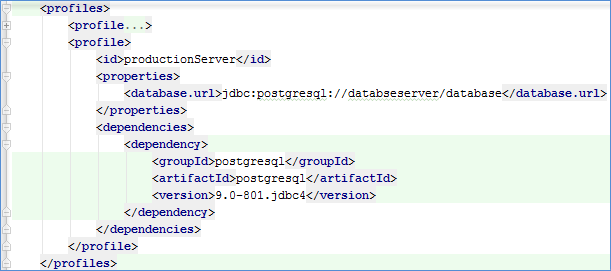 <profiles>
<profile...>
<profile>
<id>productionServer</id>
<properties>
<database.url>jdbc:postgresql://databseserver/database</database.url>
</properties>
<dependencies>
<dependency>
<groupId>postgresql</groupId>
<artifactId>postgresql</artifactId>
<version>9.0-801.jdbc4</version>
</dependency>
</dependencies>
</profile>
</profiles>